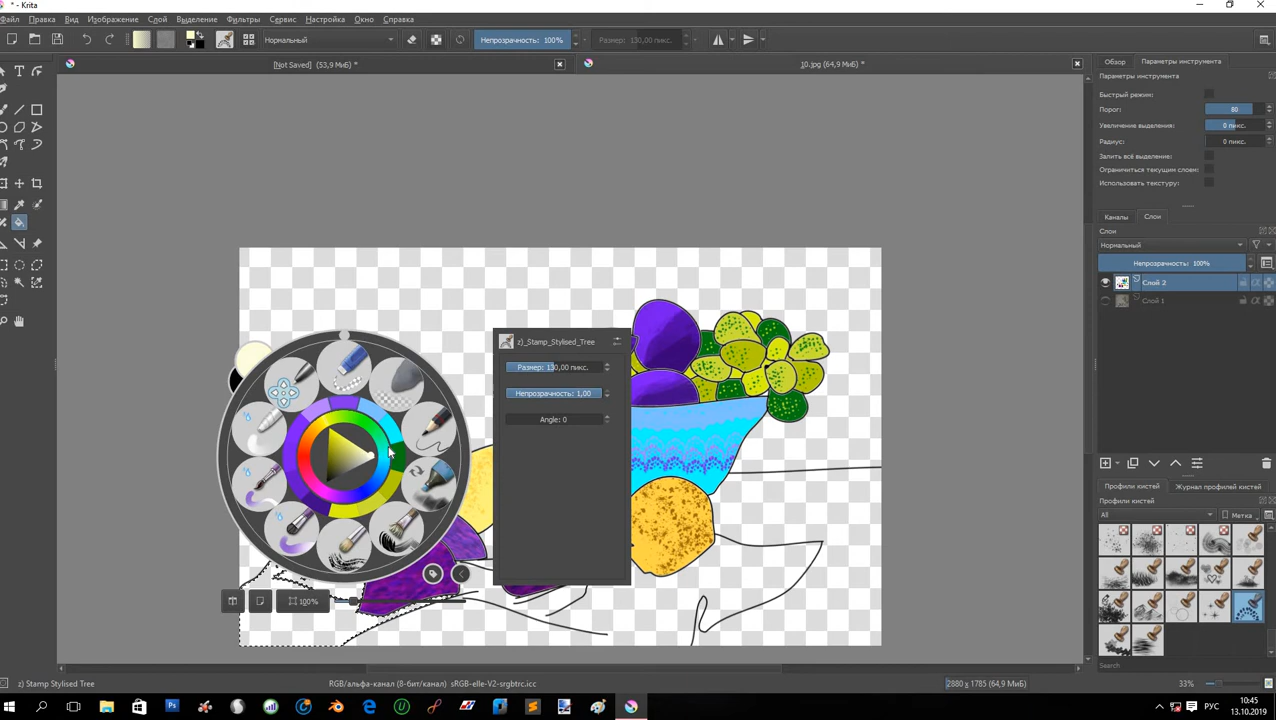 * - Krita
Файл Правка Вид Изображение Слой Выделение Фильтры Сервис Настройка Окно Справка
Нормальный Непрозрачность: 100% Размер: 130,00 пикс.
[Not Saved] (53,9 МиБ) * 10.jpg (64,9 МиБ) *
Обзор Параметры инструмента
Параметры инструмента
Быстрый режим:
Порог: 80
Увеличение выделения: 0 пикс.
Радиус: 0 пикс.
Залить всё выделение:
Ограничиться текущим слоем:
Использовать текстуру:
Каналы Слои
Слои
Нормальный
Непрозрачность: 100%
Слой 2
Слой 1
z)_Stamp_Stylised_Tree
Размер: 130,00 пикс.
Непрозрачность: 1,00
Angle: 0
100%
Профили кистей Журнал профилей кистей
Профили кистей
All Метка
Search
z) Stamp Stylised Tree RGB/альфа-канал (8-бит/канал) sRGB-elle-V2-srgbtrc.icc 2880 x 1785 (64,9 МиБ) 33%
РУС 10:45
13.10.2019